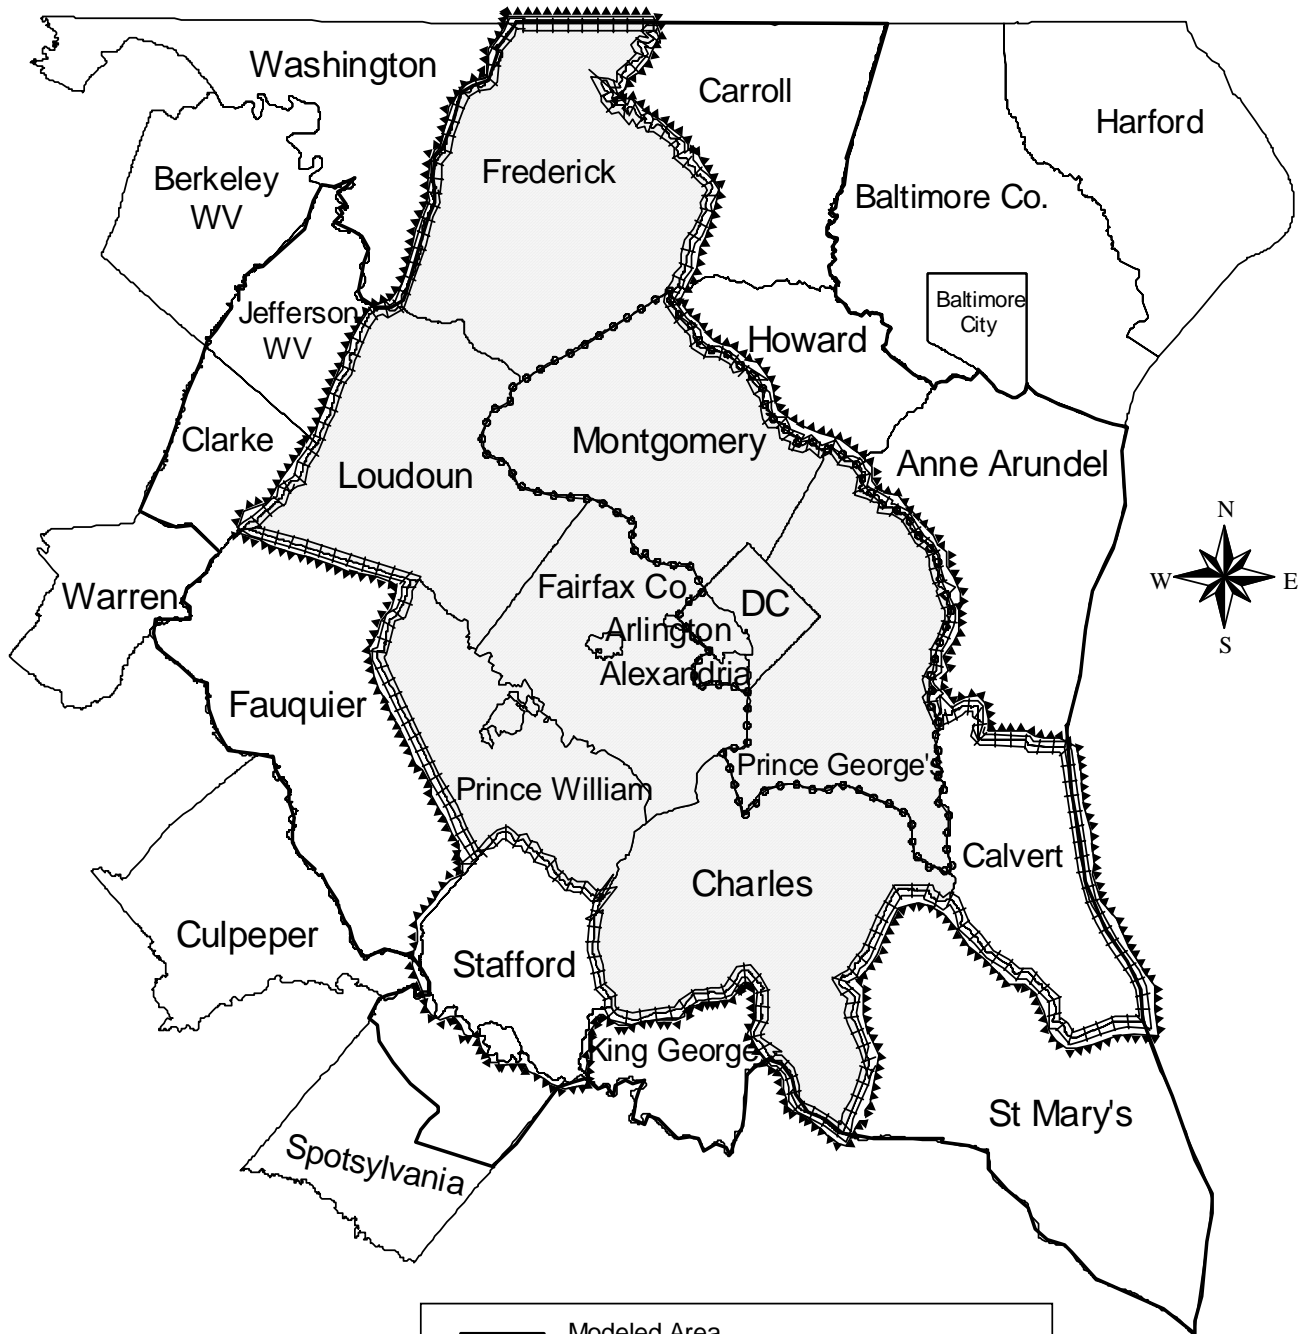 Washington
Carroll
Harford
Frederick
Berkeley
WV
Baltimore Co.
Baltimore
City
Jefferson
WV
Howard
Clarke
Montgomery
Loudoun
Anne Arundel
N
W
E
S
Warren
Fairfax Co.
DC
Arlington
Alexandria
Fauquier
Prince William
Prince George's
Calvert
Charles
Culpeper
Stafford
King George
St Mary's
Spotsylvania
Modeled Area